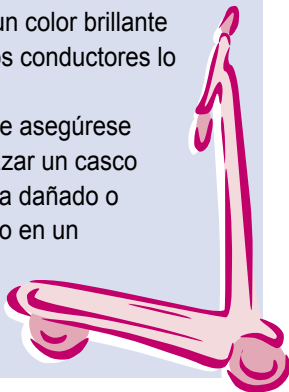 un color brillante
os conductores lo
e asegúrese
zar un casco
a dañado o
o en un